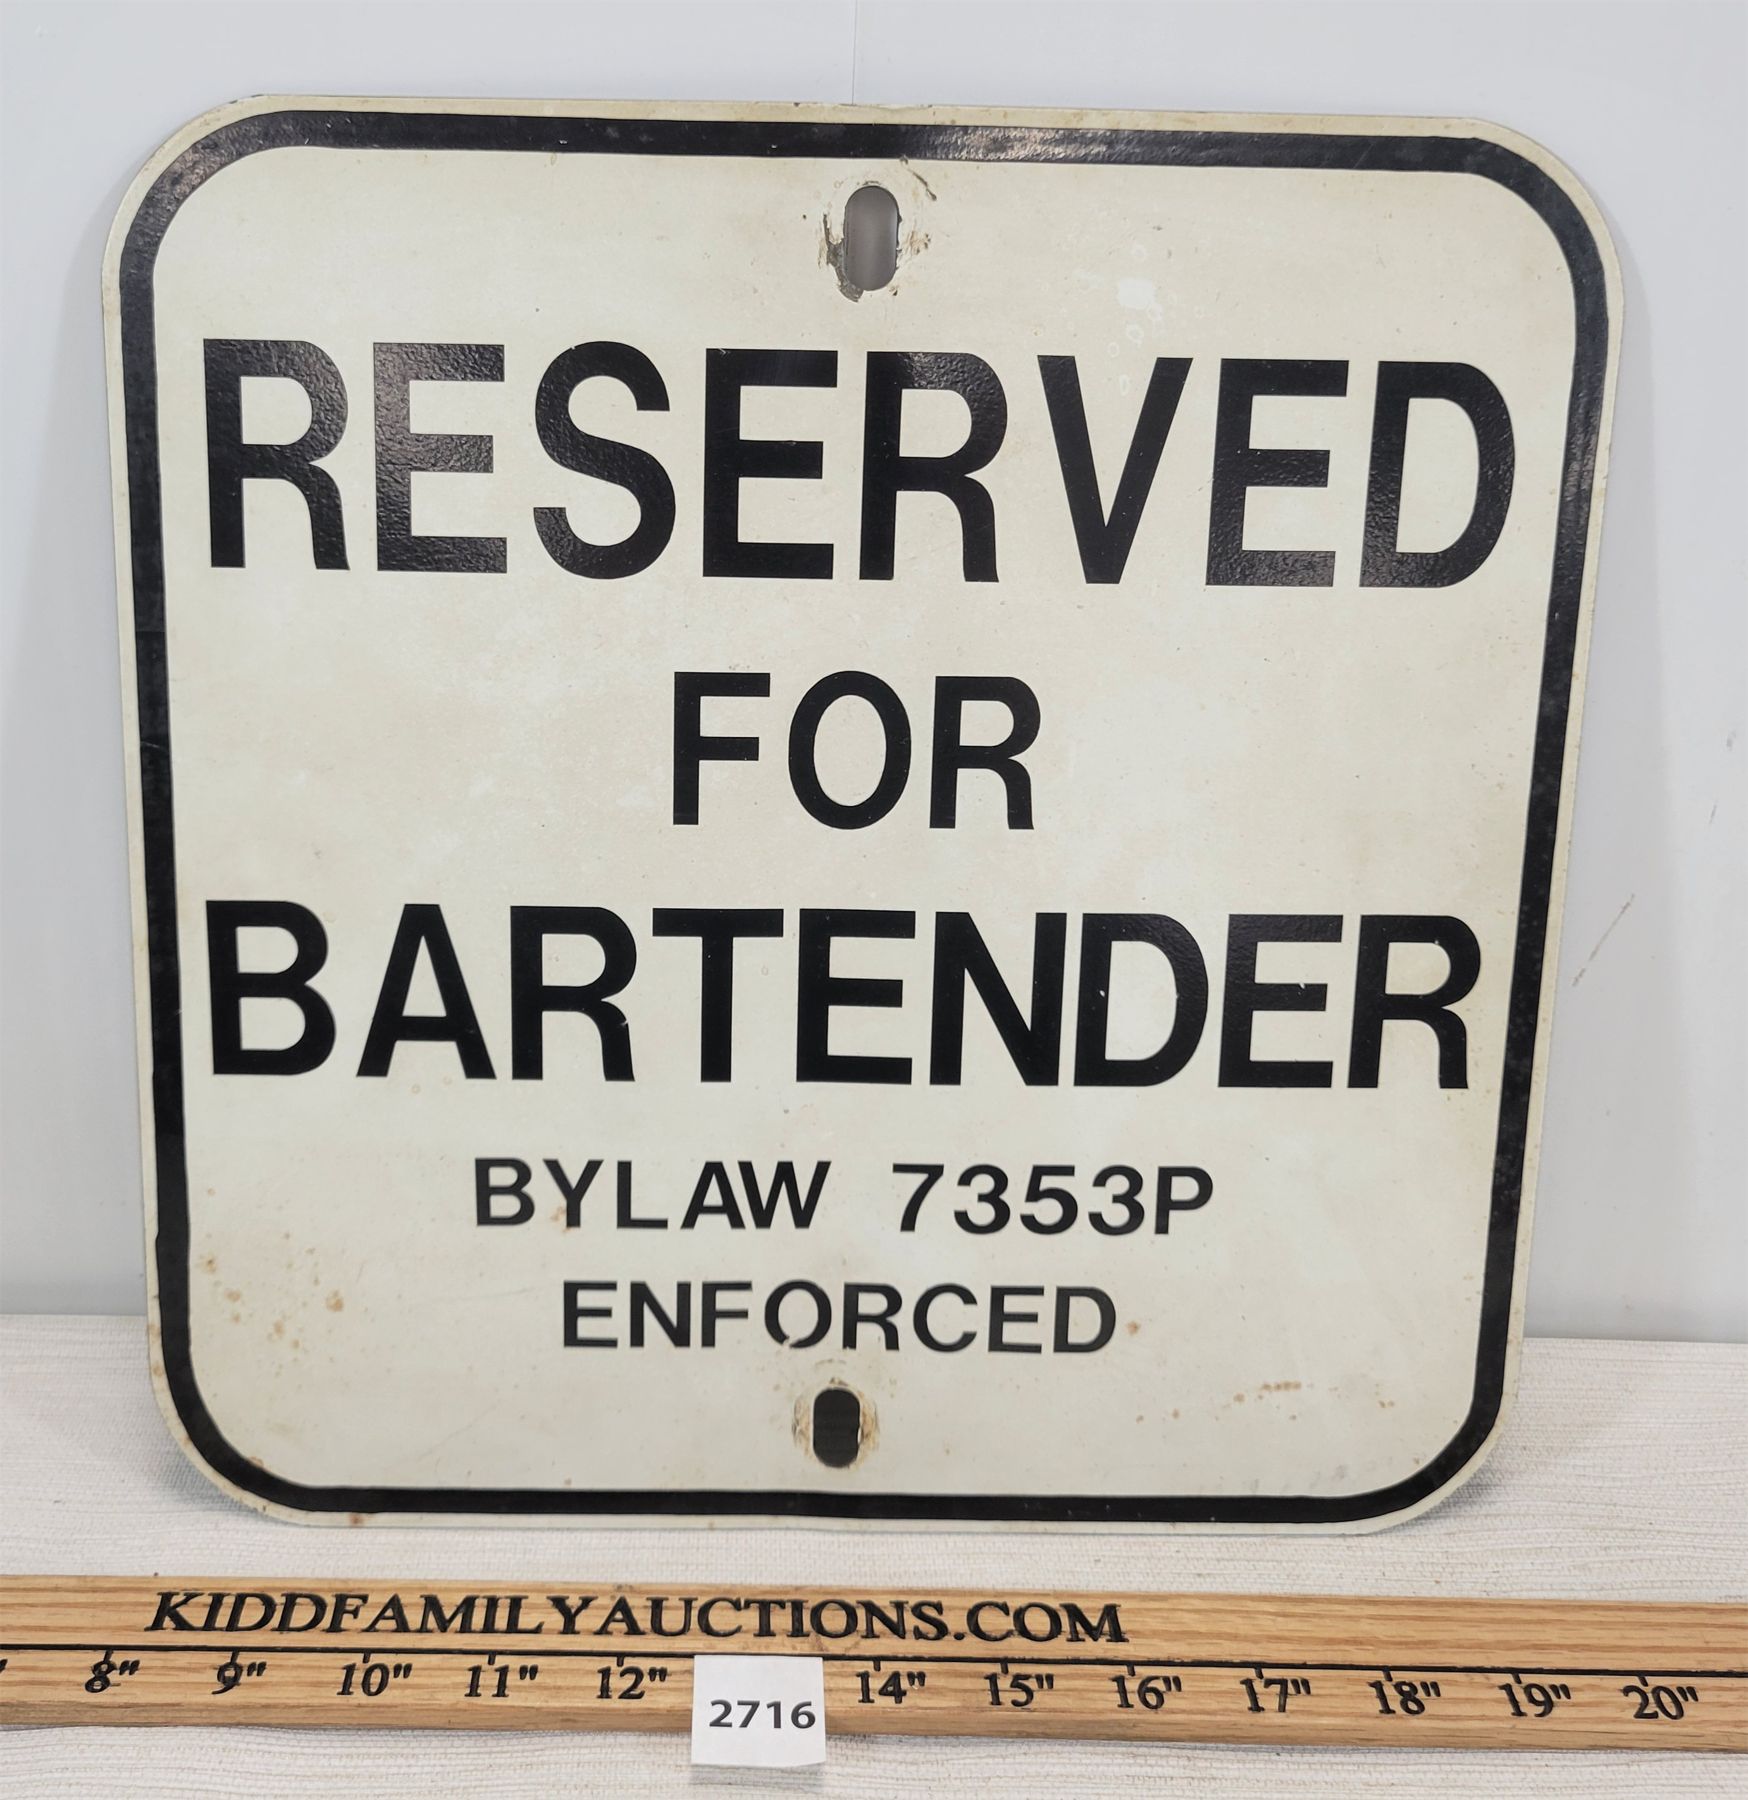 RESERVED
FOR
BARTENDER
BYLAW 7353P
ENFORCED
KIDDFAMILYAUCTIONS.COM
8" 9" 10" 11" 12" 14" 15" 16" 17" 18" 19" 20"
2716